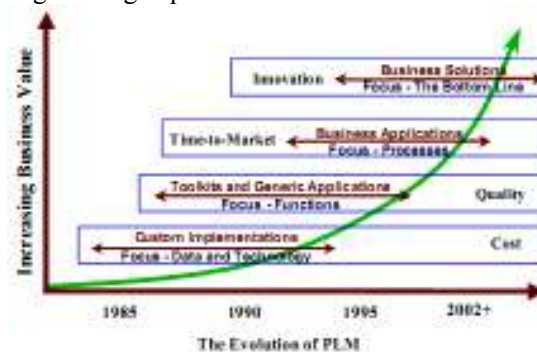 Increasing Business Value
Innovation
Business Solutions
Focus - The Bottom Line
Time-to-Market
Business Applications
Focus - Processes
Toolkits and Generic Applications
Focus - Functions
Quality
Custom Implementations
Focus - Data and Technology
Cost
1985 1990 1995 2002+
The Evolution of PLM